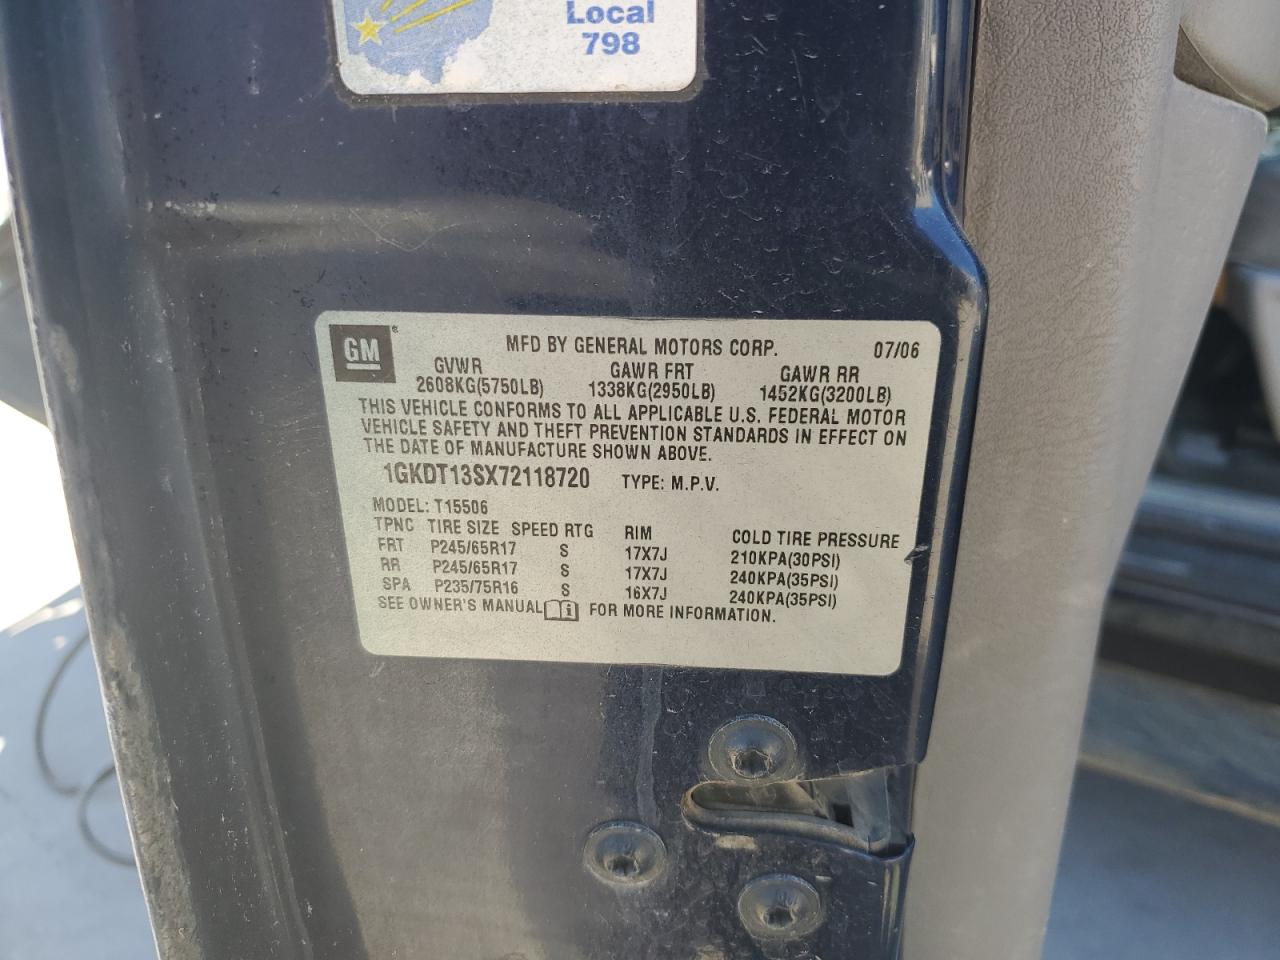 Local
798
GM
MFD BY GENERAL MOTORS CORP. 07/06
GVWR GAWR FRT GAWR RR
2608KG(5750LB) 1338KG(2950LB) 1452KG(3200LB)
THIS VEHICLE CONFORMS TO ALL APPLICABLE U.S. FEDERAL MOTOR
VEHICLE SAFETY AND THEFT PREVENTION STANDARDS IN EFFECT ON
THE DATE OF MANUFACTURE SHOWN ABOVE.
1GKDT13SX72118720 TYPE: M.P.V.
MODEL: T15506
TPNC TIRE SIZE SPEED RTG RIM COLD TIRE PRESSURE
FRT P245/65R17 S 17X7J 210KPA(30PSI)
RR P245/65R17 S 17X7J 240KPA(35PSI)
SPA P235/75R16 S 16X7J 240KPA(35PSI)
SEE OWNER'S MANUAL FOR MORE INFORMATION.